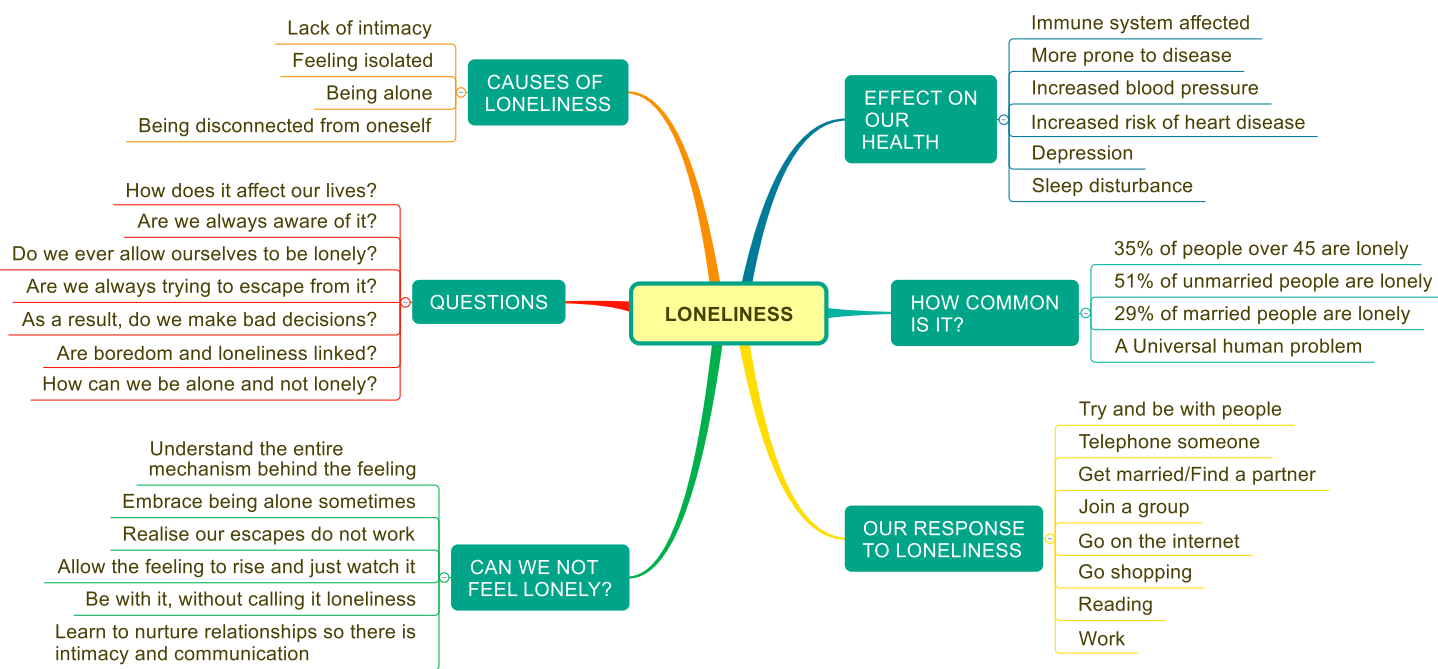 LONELINESS
CAUSES OF
LONELINESS
Lack of intimacy
Feeling isolated
Being alone
Being disconnected from oneself
QUESTIONS
How does it affect our lives?
Are we always aware of it?
Do we ever allow ourselves to be lonely?
Are we always trying to escape from it?
As a result, do we make bad decisions?
Are boredom and loneliness linked?
How can we be alone and not lonely?
CAN WE NOT
FEEL LONELY?
Understand the entire
mechanism behind the feeling
Embrace being alone sometimes
Realise our escapes do not work
Allow the feeling to rise and just watch it
Be with it, without calling it loneliness
Learn to nurture relationships so there is
intimacy and communication
EFFECT ON
OUR
HEALTH
Immune system affected
More prone to disease
Increased blood pressure
Increased risk of heart disease
Depression
Sleep disturbance
HOW COMMON
IS IT?
35% of people over 45 are lonely
51% of unmarried people are lonely
29% of married people are lonely
A Universal human problem
OUR RESPONSE
TO LONELINESS
Try and be with people
Telephone someone
Get married/Find a partner
Join a group
Go on the internet
Go shopping
Reading
Work